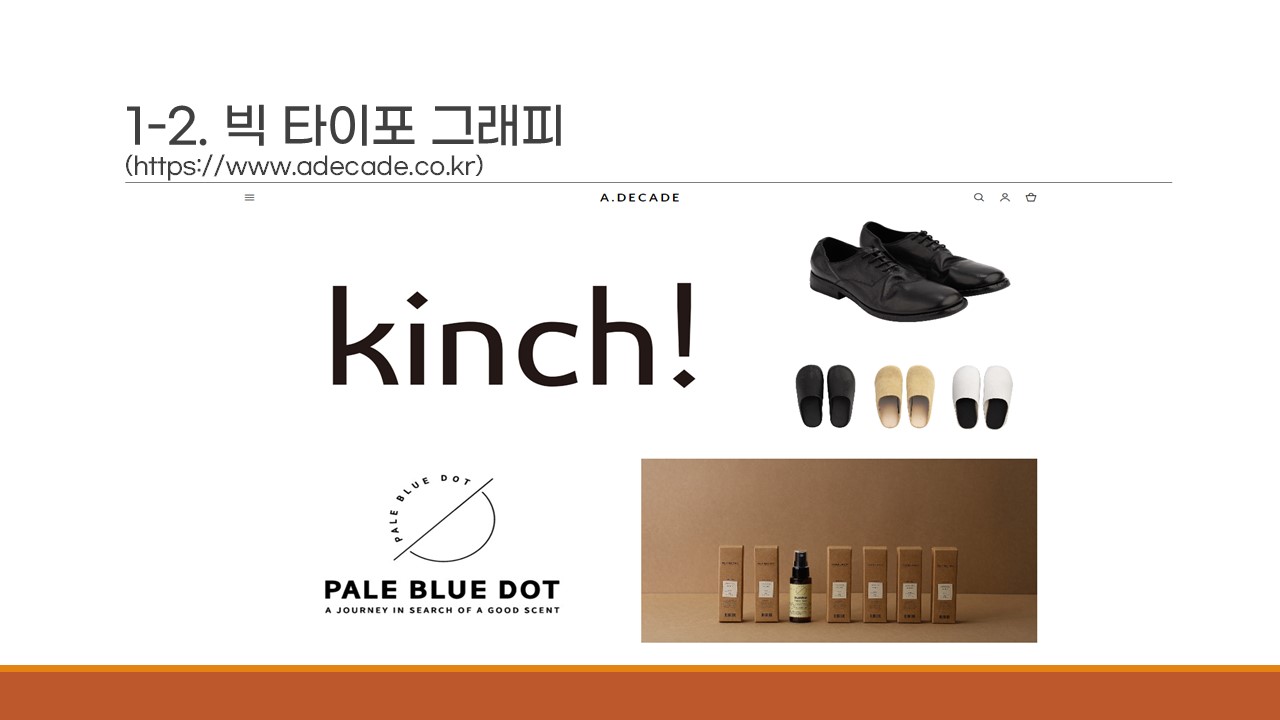 1-2. 빅 타이포 그래피
(https://www.adecade.co.kr)
A.DECADE
kinch!
PALE BLUE DOT
PALE BLUE DOT
A JOURNEY IN SEARCH OF A GOOD SCENT